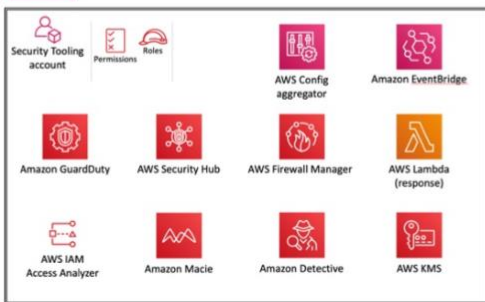 Security Tooling
account
Permissions
Roles
AWS Config
aggregator
Amazon EventBridge
Amazon GuardDuty
AWS Security Hub
AWS Firewall Manager
AWS Lambda
(response)
AWS IAM
Access Analyzer
Amazon Macie
Amazon Detective
AWS KMS